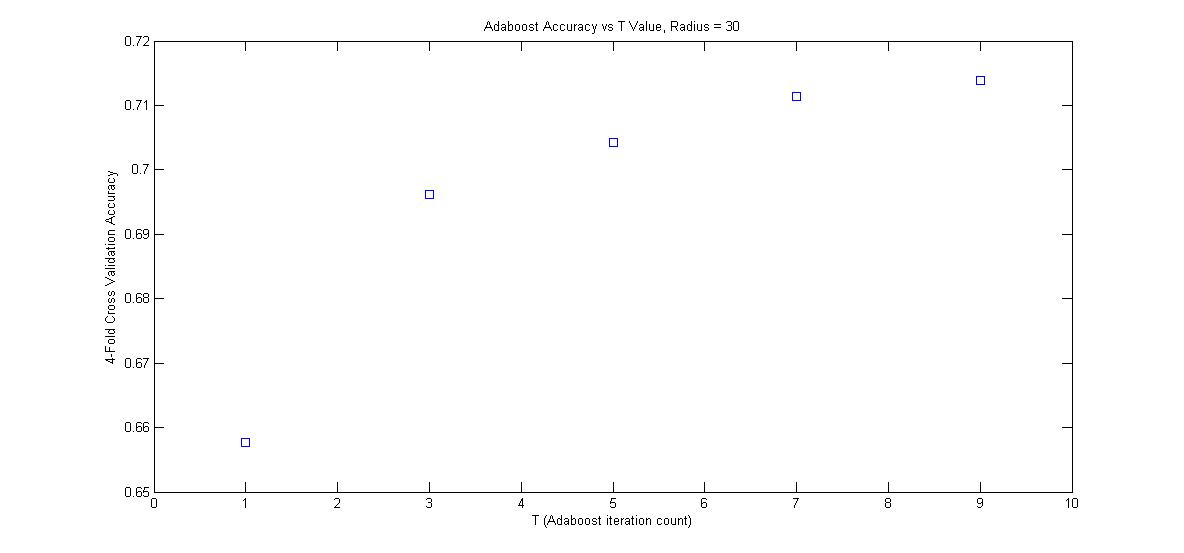 Adaboost Accuracy vs T Value, Radius = 30
0.72
0.71
0.7
0.69
0.68
0.67
0.66
0.65
4-Fold Cross Validation Accuracy
0 1 2 3 4 5 6 7 8 9 10
T (Adaboost iteration count)